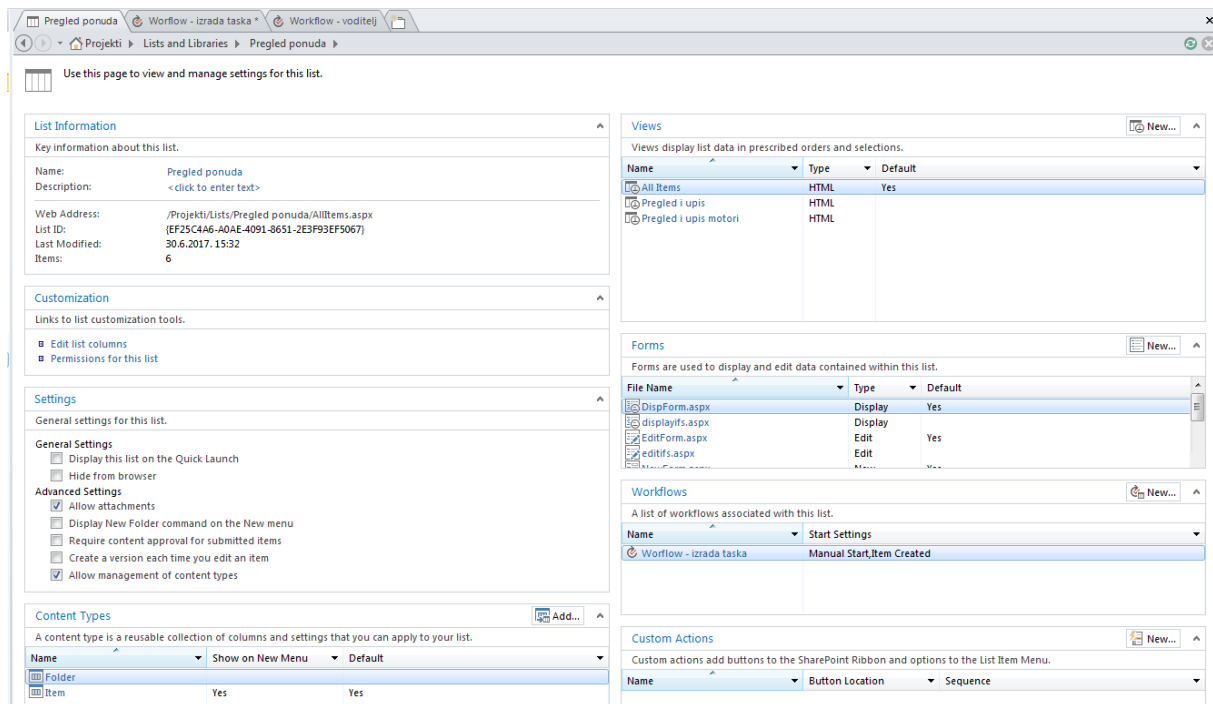 Pregled ponuda
Worflow - izrada taska *
Workflow - voditelj
Projekti
Lists and Libraries
Pregled ponuda
Use this page to view and manage settings for this list.
List Information
Key information about this list.
Name: Pregled ponuda
Description: <click to enter text>
Web Address: /Projekti/Lists/Pregled ponuda/AllItems.aspx
List ID: {EF25C4A6-A0AE-4091-8651-2E3F93EF5067}
Last Modified: 30.6.2017. 15:32
Items: 6
Customization
Links to list customization tools.
Edit list columns
Permissions for this list
Settings
General settings for this list.
General Settings
Display this list on the Quick Launch
Hide from browser
Advanced Settings
Allow attachments
Display New Folder command on the New menu
Require content approval for submitted items
Create a version each time you edit an item
Allow management of content types
Content Types Add...
A content type is a reusable collection of columns and settings that you can apply to your list.
Name Show on New Menu Default
Folder
Item Yes Yes
Views New...
Views display list data in prescribed orders and selections.
Name Type Default
All Items HTML Yes
Pregled i upis HTML
Pregled i upis motori HTML
Forms New...
Forms are used to display and edit data contained within this list.
File Name Type Default
DispForm.aspx Display Yes
displayifs.aspx Display
EditForm.aspx Edit Yes
editifs.aspx Edit
NewForm.aspx New Yes
Workflows New...
A list of workflows associated with this list.
Name Start Settings
Worflow - izrada taska Manual Start,Item Created
Custom Actions New...
Custom actions add buttons to the SharePoint Ribbon and options to the List Item Menu.
Name Button Location Sequence